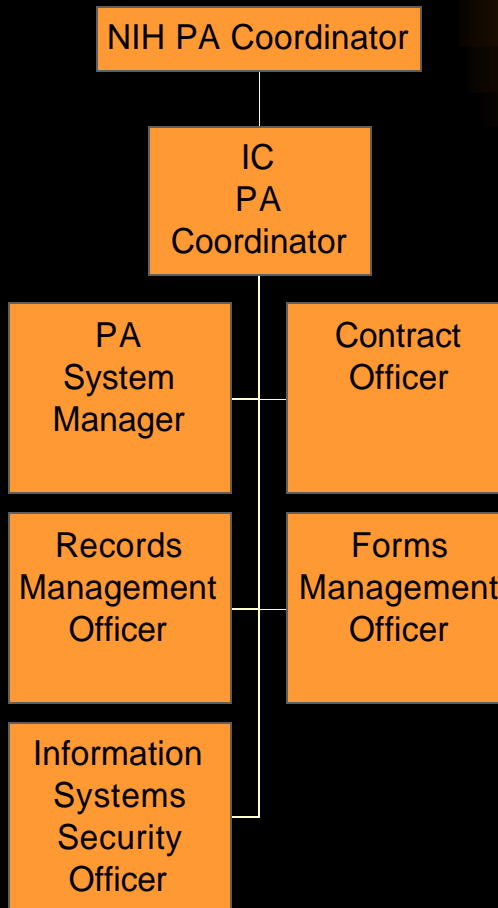 NIH PA Coordinator
IC
PA
Coordinator
PA
System
Manager
Contract
Officer
Records
Management
Officer
Forms
Management
Officer
Information
Systems
Security
Officer